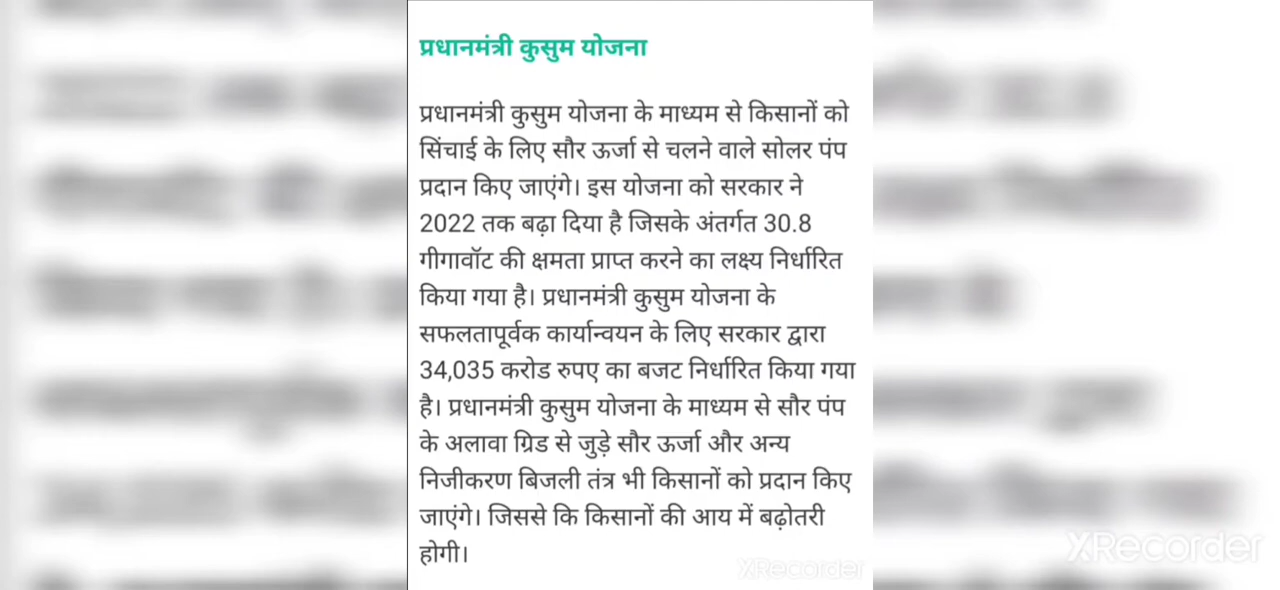 प्रधानमंत्री कुसुम योजना
प्रधानमंत्री कुसुम योजना के माध्यम से किसानों को
सिंचाई के लिए सौर ऊर्जा से चलने वाले सोलर पंप
प्रदान किए जाएंगे। इस योजना को सरकार ने
2022 तक बढ़ा दिया है जिसके अंतर्गत 30.8
गीगावॉट की क्षमता प्राप्त करने का लक्ष्य निर्धारित
किया गया है। प्रधानमंत्री कुसुम योजना के
सफलतापूर्वक कार्यान्वयन के लिए सरकार द्वारा
34,035 करोड रुपए का बजट निर्धारित किया गया
है। प्रधानमंत्री कुसुम योजना के माध्यम से सौर पंप
के अलावा ग्रिड से जुड़े सौर ऊर्जा और अन्य
निजीकरण बिजली तंत्र भी किसानों को प्रदान किए
जाएंगे। जिससे कि किसानों की आय में बढ़ोतरी
होगी।
XRecorder
XRecorder